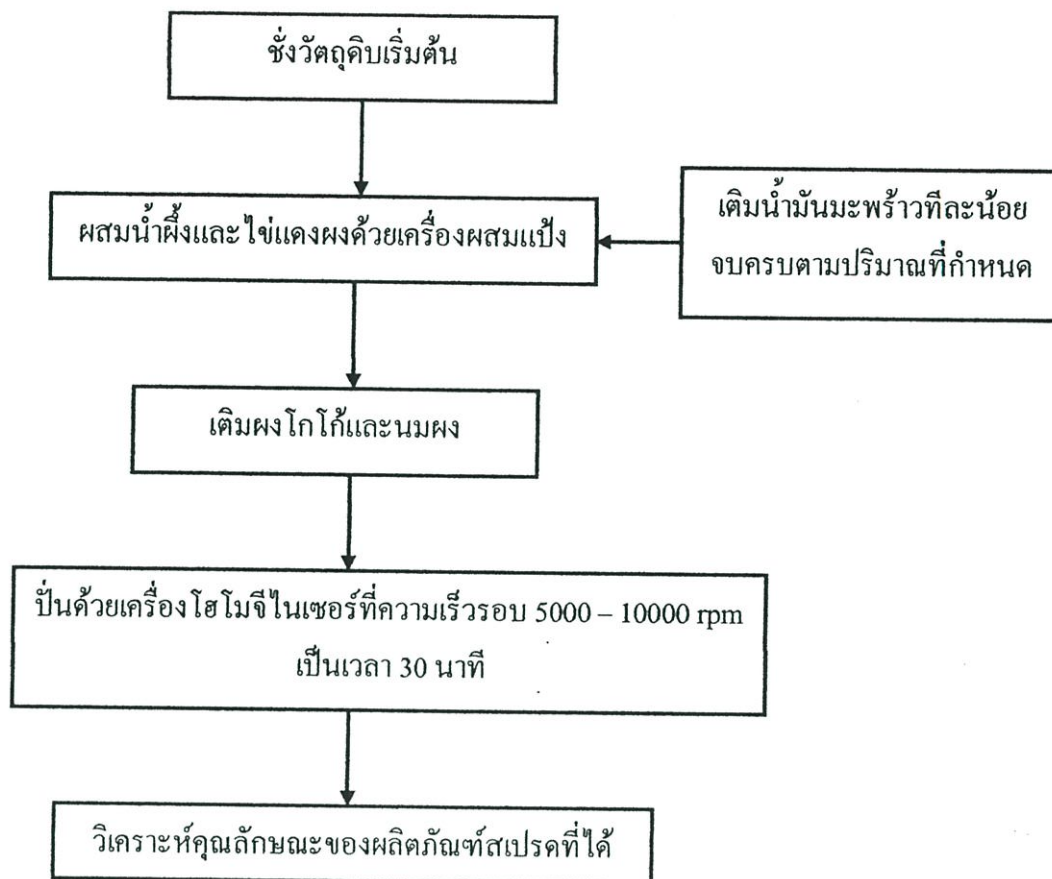 ชั่งวัตถุดิบเริ่มต้น
ผสมน้ำผึ้งและไข่แดงผงด้วยเครื่องผสมแป้ง
เติมน้ำมันมะพร้าวทีละน้อย
จบครบตามปริมาณที่กำหนด
เติมผงโกโก้และนมผง
ปั่นด้วยเครื่องโฮโมจีไนเซอร์ที่ความเร็วรอบ 5000 – 10000 rpm
เป็นเวลา 30 นาที
วิเคราะห์คุณลักษณะของผลิตภัณฑ์สเปรดที่ได้